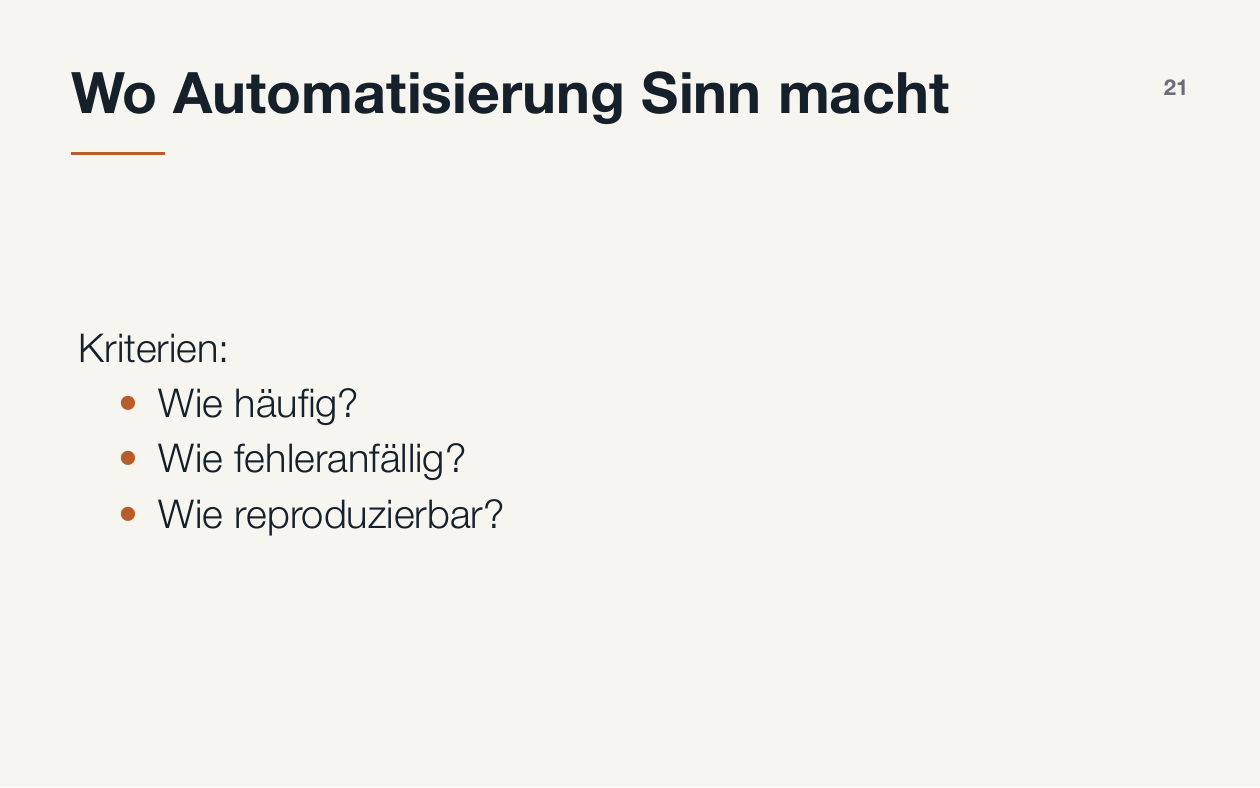 Wo Automatisierung Sinn macht
21
Kriterien:
• Wie häufig?
• Wie fehleranfällig?
• Wie reproduzierbar?